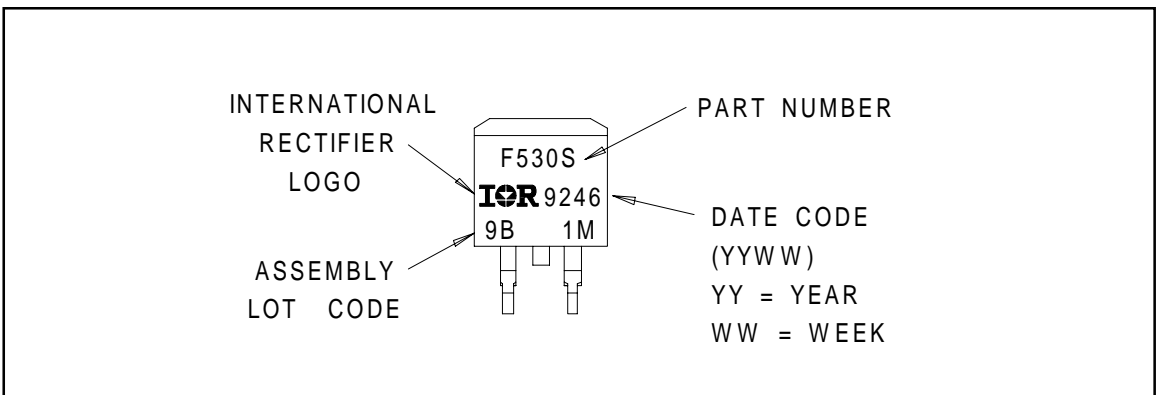 INTERNATIONAL
RECTIFIER
LOGO
PART NUMBER
F530S
IOR 9246
9B 1M
ASSEMBLY
LOT CODE
DATE CODE
(YYWW)
YY = YEAR
WW = WEEK